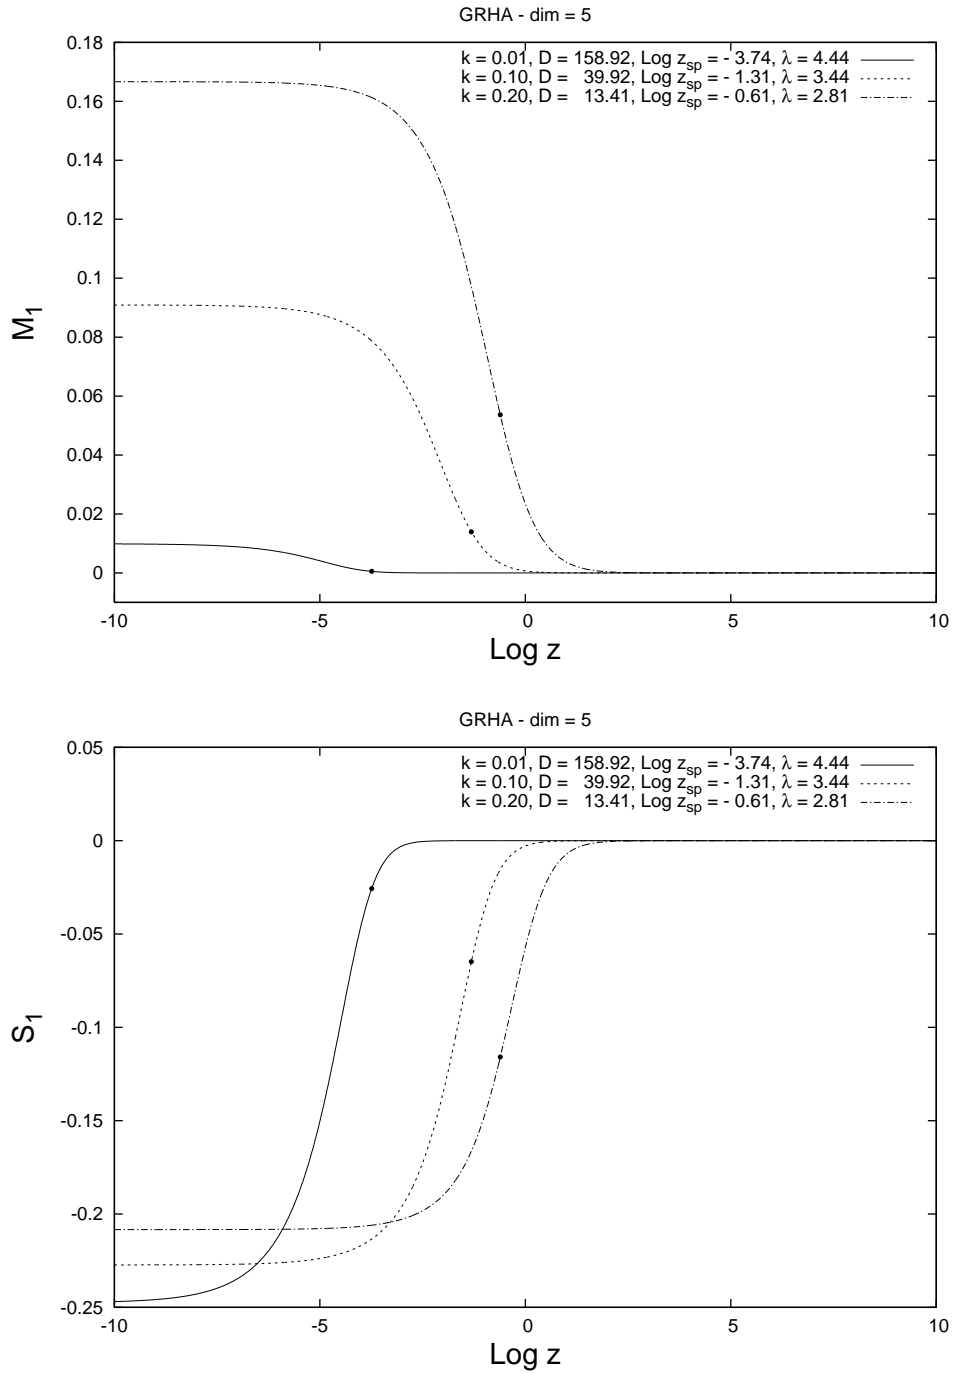 GRHA - dim = 5
k = 0.01, D = 158.92, Log z_sp = - 3.74, λ = 4.44
k = 0.10, D = 39.92, Log z_sp = - 1.31, λ = 3.44
k = 0.20, D = 13.41, Log z_sp = - 0.61, λ = 2.81
0.18
0.16
0.14
0.12
0.1
0.08
0.06
0.04
0.02
0
M_1
-10 -5 0 5 10
Log z
GRHA - dim = 5
k = 0.01, D = 158.92, Log z_sp = - 3.74, λ = 4.44
k = 0.10, D = 39.92, Log z_sp = - 1.31, λ = 3.44
k = 0.20, D = 13.41, Log z_sp = - 0.61, λ = 2.81
0.05
0
-0.05
-0.1
-0.15
-0.2
-0.25
S_1
-10 -5 0 5 10
Log z